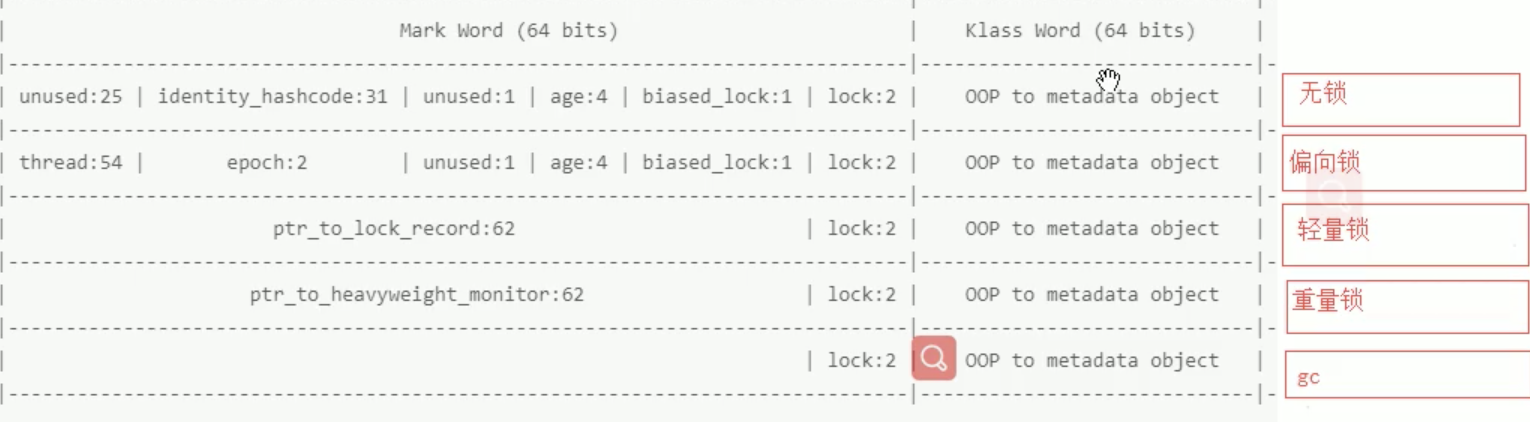 | Mark Word (64 bits) | Klass Word (64 bits) |
|------------------------------------------------------------------------------|-----------------------------|-
| unused:25 | identity_hashcode:31 | unused:1 | age:4 | biased_lock:1 | lock:2 | OOP to metadata object | 无锁
|------------------------------------------------------------------------------|-----------------------------|-
| thread:54 | epoch:2 | unused:1 | age:4 | biased_lock:1 | lock:2 | OOP to metadata object | 偏向锁
|------------------------------------------------------------------------------|-----------------------------|-
| ptr_to_lock_record:62 | lock:2 | OOP to metadata object | 轻量锁
|------------------------------------------------------------------------------|-----------------------------|-
| ptr_to_heavyweight_monitor:62 | lock:2 | OOP to metadata object | 重量锁
|------------------------------------------------------------------------------|-----------------------------|-
| | lock:2 | OOP to metadata object | gc
|------------------------------------------------------------------------------|-----------------------------|-